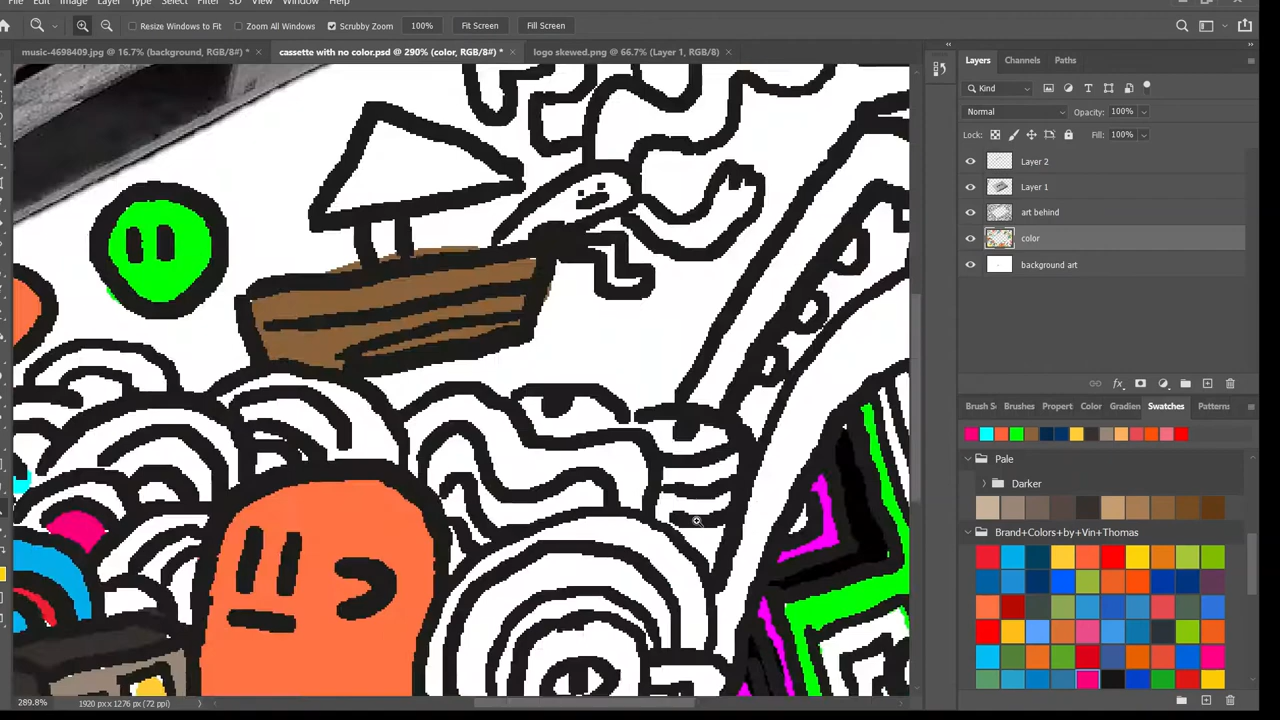 File Edit Image Layer Type Select Filter 3D View Window Help
Resize Windows to Fit Zoom All Windows Scrubby Zoom 100% Fit Screen Fill Screen
music-4698409.jpg @ 16.7% (background, RGB/8#) * × cassette with no color.psd @ 290% (color, RGB/8#) * × logo skewed.png @ 66.7% (Layer 1, RGB/8) ×
Layers Channels Paths
Kind
Normal Opacity: 100%
Lock: Fill: 100%
Layer 2
Layer 1
art behind
color
background art
fx
Brush S Brushes Propert Color Gradien Swatches Patterns
Pale
Darker
Brand+Colors+by+Vin+Thomas
289.8% 1920 px x 1276 px (72 ppi)